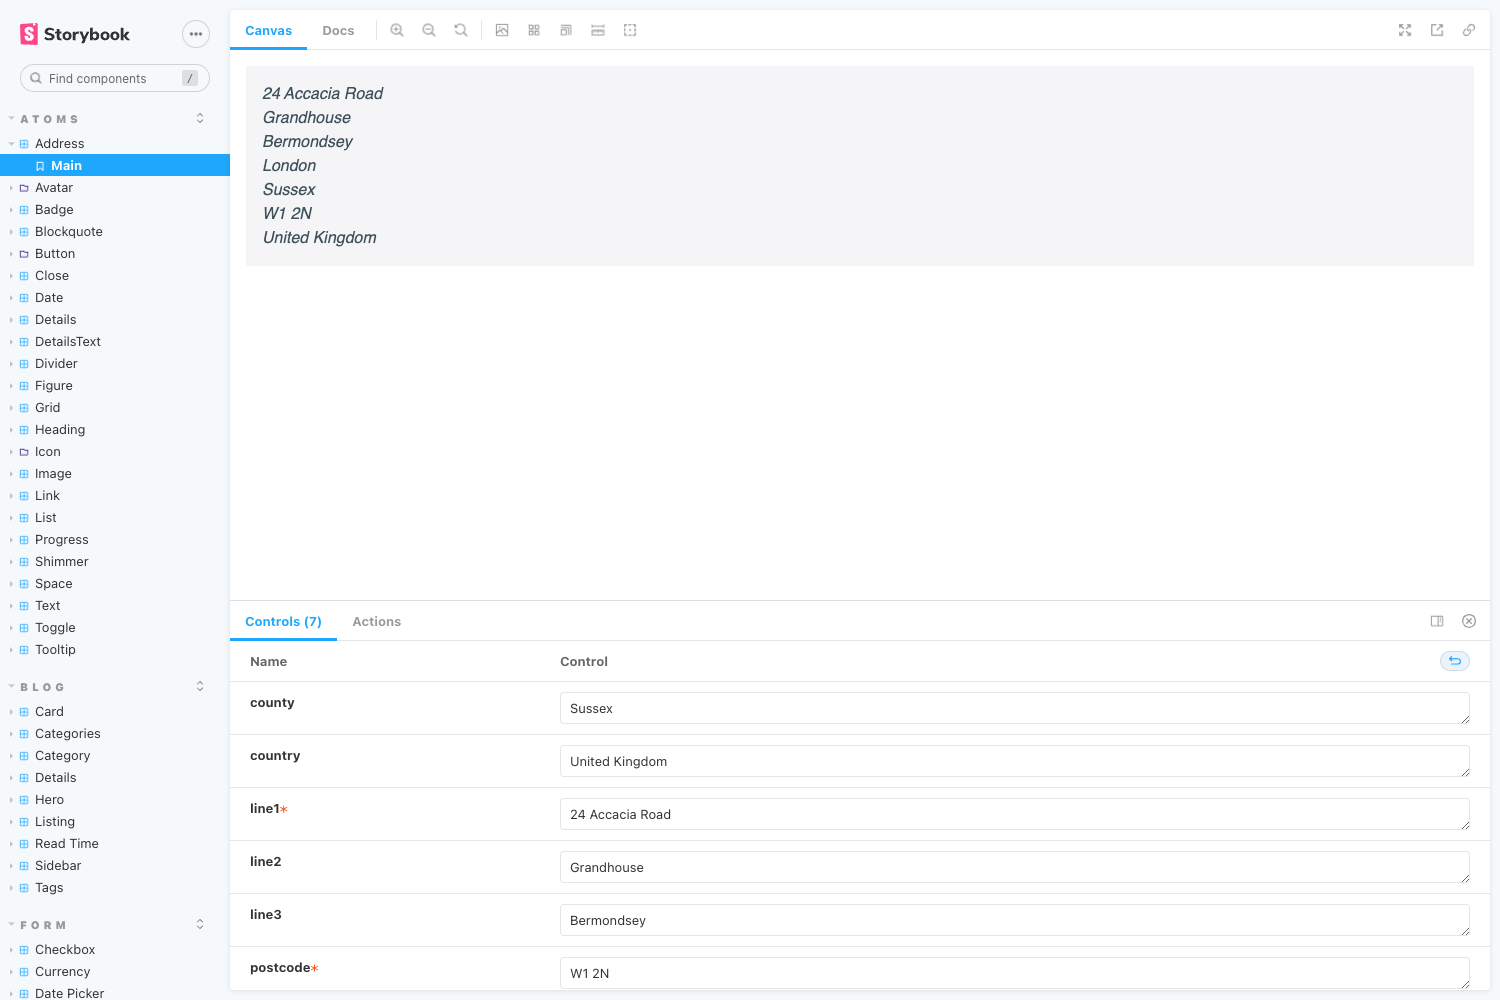 Storybook
Find components /
ATOMS
Address
Main
Avatar
Badge
Blockquote
Button
Close
Date
Details
DetailsText
Divider
Figure
Grid
Heading
Icon
Image
Link
List
Progress
Shimmer
Space
Text
Toggle
Tooltip
BLOG
Card
Categories
Category
Details
Hero
Listing
Read Time
Sidebar
Tags
FORM
Checkbox
Currency
Date Picker
Canvas Docs
24 Accacia Road
Grandhouse
Bermondsey
London
Sussex
W1 2N
United Kingdom
Controls (7) Actions
Name Control
county Sussex
country United Kingdom
line1* 24 Accacia Road
line2 Grandhouse
line3 Bermondsey
postcode* W1 2N